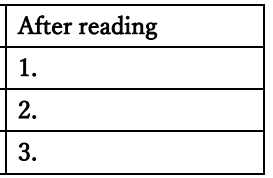 After reading
1.
2.
3.